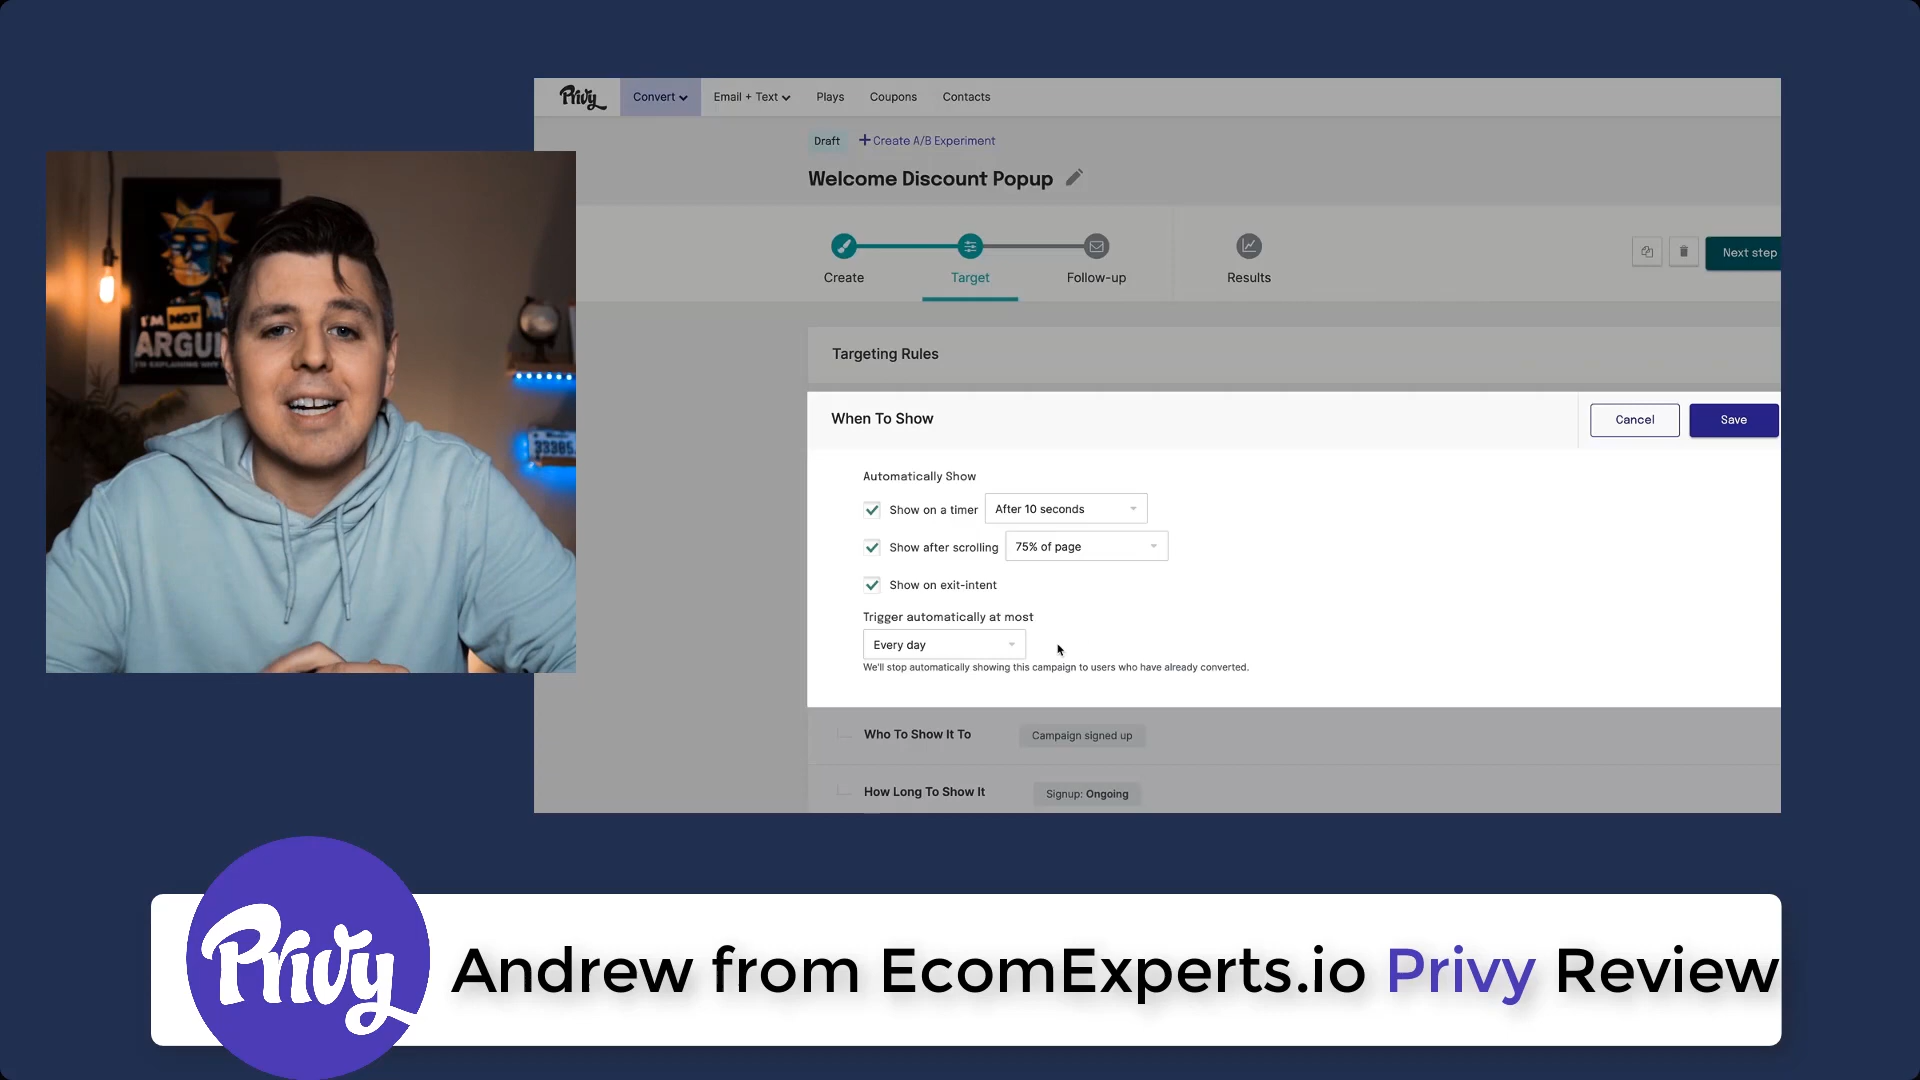 Privy
Convert
Email + Text
Plays
Coupons
Contacts
Draft
+ Create A/B Experiment
Welcome Discount Popup
Create
Target
Follow-up
Results
Next step
Targeting Rules
When To Show
Cancel
Save
Automatically Show
Show on a timer
After 10 seconds
Show after scrolling
75% of page
Show on exit-intent
Trigger automatically at most
Every day
We'll stop automatically showing this campaign to users who have already converted.
Who To Show It To
Campaign signed up
How Long To Show It
Signup: Ongoing
I'M NOT
ARGUI
33385
Privy
Andrew from EcomExperts.io Privy Review